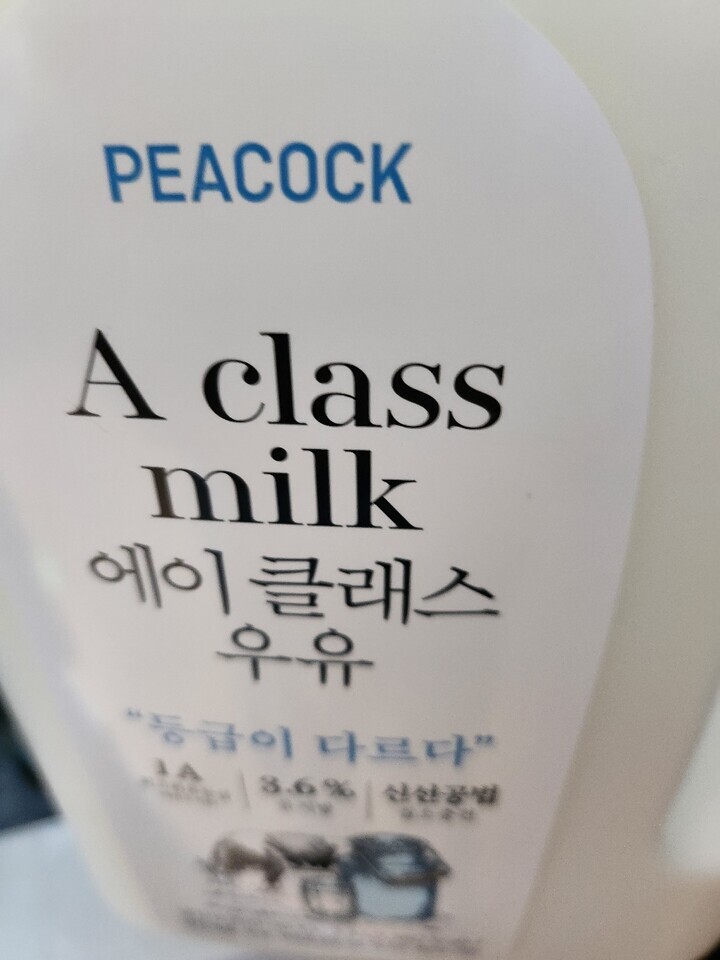 PEACOCK
A class
milk
에이 클래스
우유
"등급이 다르다"
1A 3.6% 신선공법